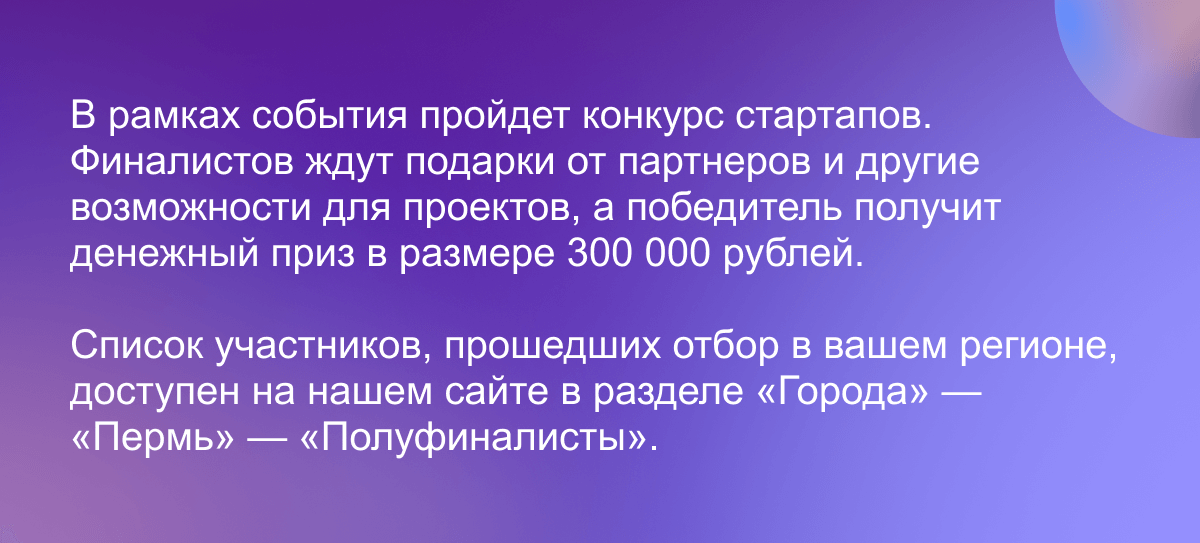 В рамках события пройдет конкурс стартапов.
Финалистов ждут подарки от партнеров и другие
возможности для проектов, а победитель получит
денежный приз в размере 300 000 рублей.
Список участников, прошедших отбор в вашем регионе,
доступен на нашем сайте в разделе «Города» —
«Пермь» — «Полуфиналисты».